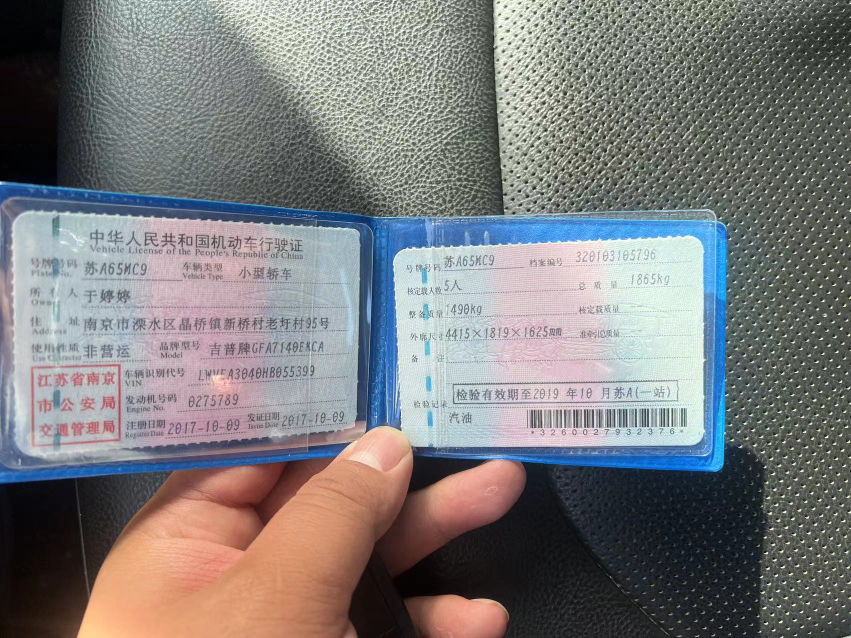 中华人民共和国机动车行驶证
Vehicle License of the People's Republic of China
号牌号码 苏A65MC9 车辆类型 小型轿车
Plate No. Vehicle Type
所有人 于婷婷
Owner
住址 南京市溧水区晶桥镇新桥村老圩村95号
Address
使用性质 非营运 品牌型号 吉普牌GFA7140EKCA
Use Character Model
车辆识别代号 LWVEA3040HB055399
VIN
发动机号码 0275789
Engine No.
注册日期 2017-10-09 发证日期 2017-10-09
Register Date Issue Date
江苏省南京
市公安局
交通管理局
号牌号码 苏A65MC9 档案编号 320103105796
核定载人数 5人 总质量 1865kg
整备质量 1490kg 核定载质量
外廓尺寸 4415×1819×1625 准牵引总质量
备注
检验有效期至2019年10月苏A(一站)
检验记录
汽油
*3260027932376*